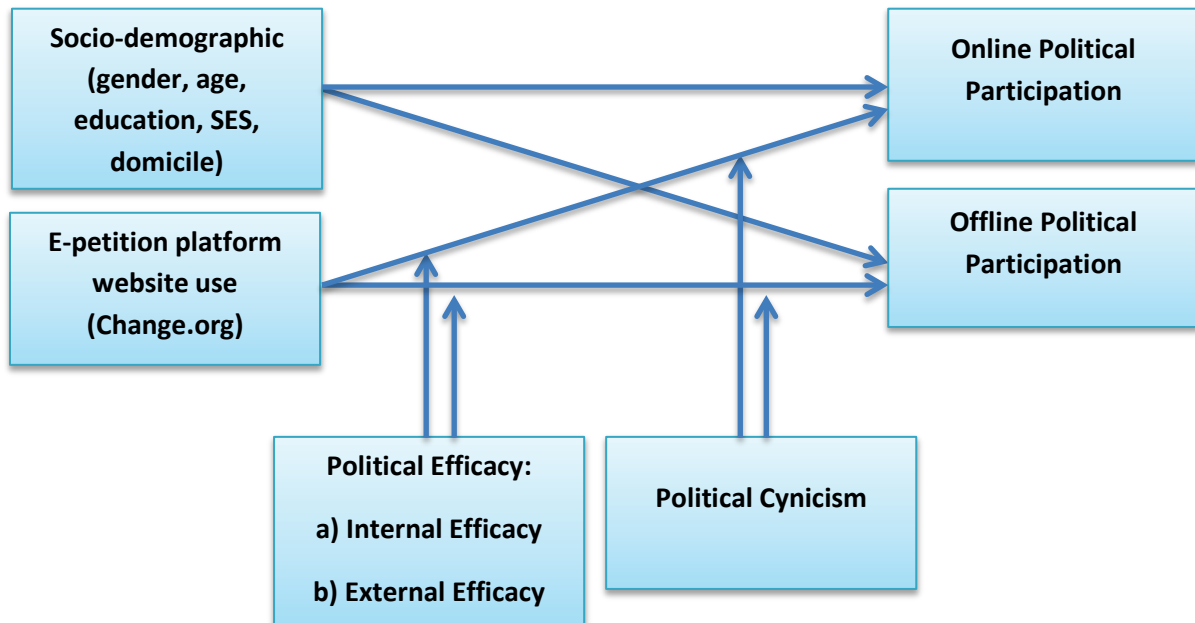 Socio-demographic
(gender, age,
education, SES,
domicile)
E-petition platform
website use
(Change.org)
Online Political
Participation
Offline Political
Participation
Political Efficacy:
a) Internal Efficacy
b) External Efficacy
Political Cynicism